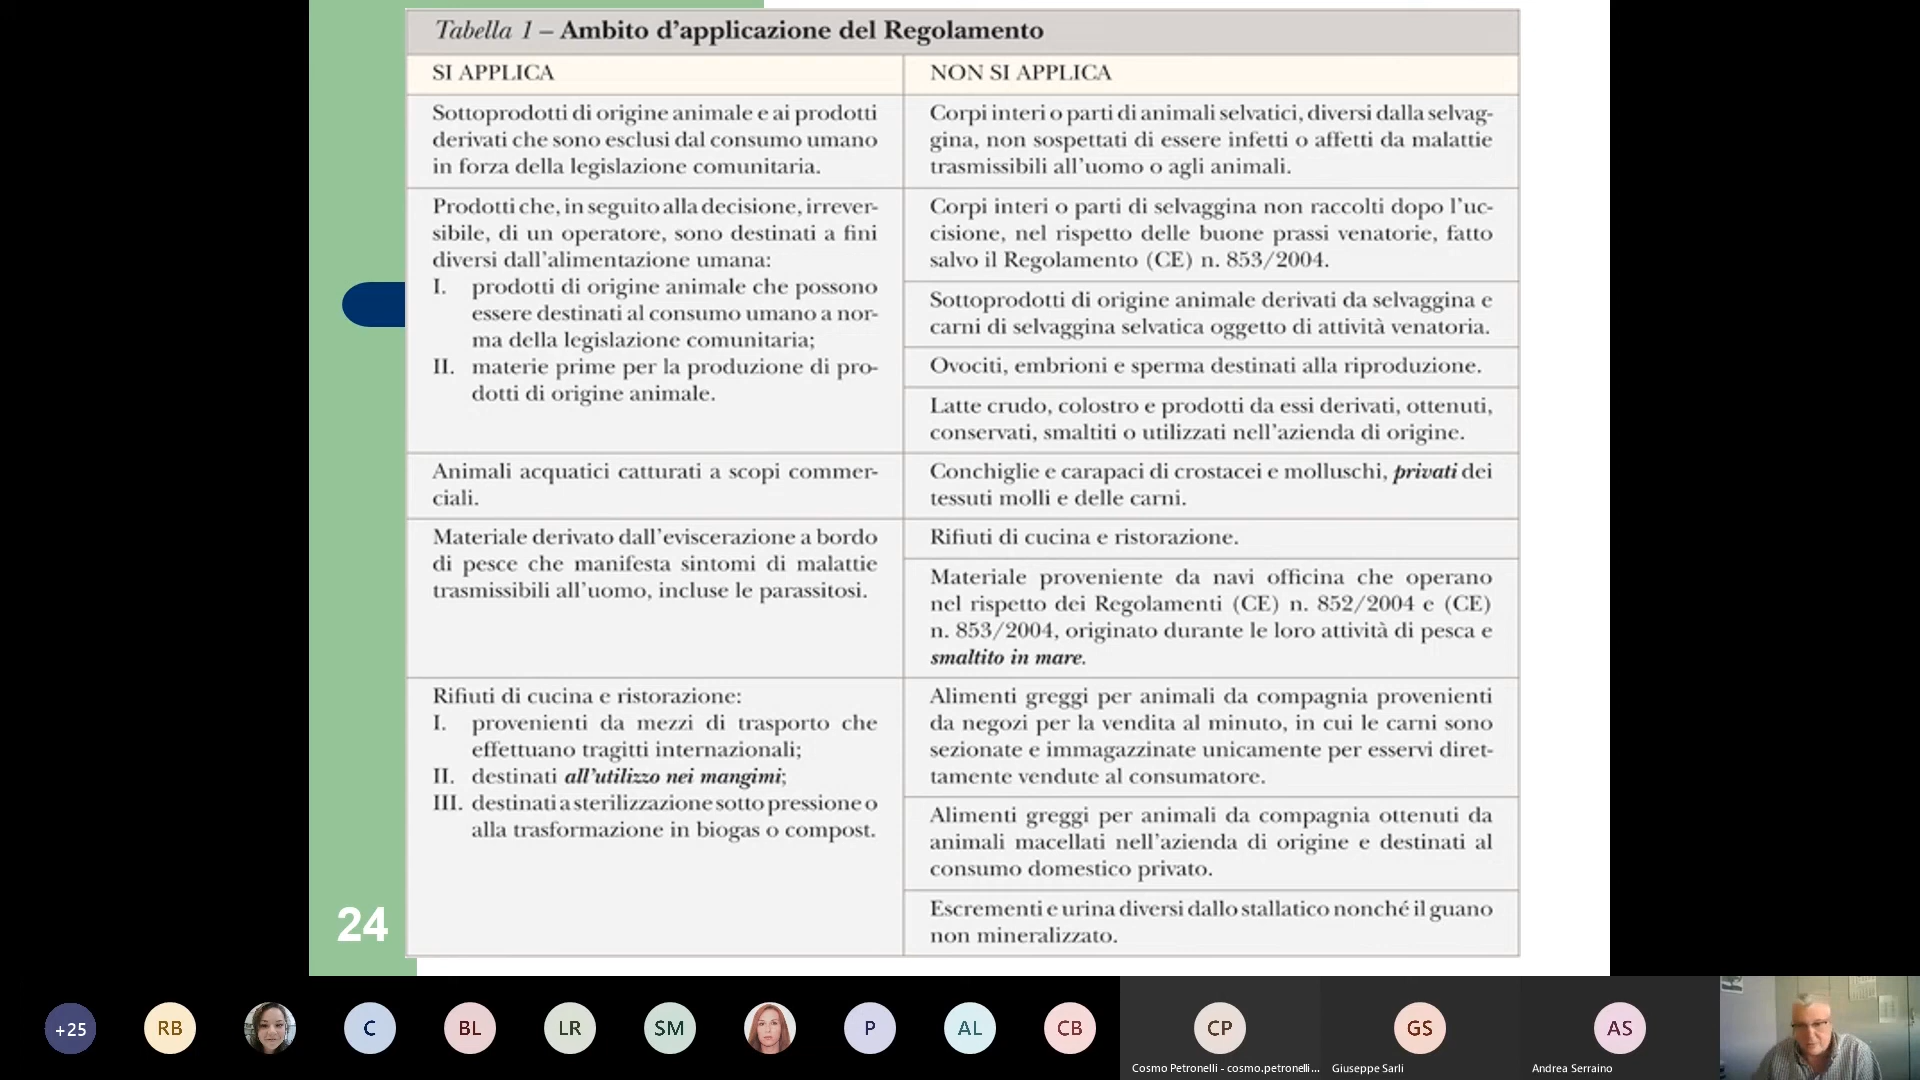 Tabella 1 – Ambito d'applicazione del Regolamento
SI APPLICA
NON SI APPLICA
Sottoprodotti di origine animale e ai prodotti
derivati che sono esclusi dal consumo umano
in forza della legislazione comunitaria.
Corpi interi o parti di animali selvatici, diversi dalla selvag-
gina, non sospettati di essere infetti o affetti da malattie
trasmissibili all'uomo o agli animali.
Prodotti che, in seguito alla decisione, irrever-
sibile, di un operatore, sono destinati a fini
diversi dall'alimentazione umana:
I. prodotti di origine animale che possono
essere destinati al consumo umano a nor-
ma della legislazione comunitaria;
II. materie prime per la produzione di pro-
dotti di origine animale.
Corpi interi o parti di selvaggina non raccolti dopo l'uc-
cisione, nel rispetto delle buone prassi venatorie, fatto
salvo il Regolamento (CE) n. 853/2004.
Sottoprodotti di origine animale derivati da selvaggina e
carni di selvaggina selvatica oggetto di attività venatoria.
Ovociti, embrioni e sperma destinati alla riproduzione.
Latte crudo, colostro e prodotti da essi derivati, ottenuti,
conservati, smaltiti o utilizzati nell'azienda di origine.
Animali acquatici catturati a scopi commer-
ciali.
Conchiglie e carapaci di crostacei e molluschi, privati dei
tessuti molli e delle carni.
Materiale derivato dall'eviscerazione a bordo
di pesce che manifesta sintomi di malattie
trasmissibili all'uomo, incluse le parassitosi.
Rifiuti di cucina e ristorazione.
Materiale proveniente da navi officina che operano
nel rispetto dei Regolamenti (CE) n. 852/2004 e (CE)
n. 853/2004, originato durante le loro attività di pesca e
smaltito in mare.
Rifiuti di cucina e ristorazione:
I. provenienti da mezzi di trasporto che
effettuano tragitti internazionali;
II. destinati all'utilizzo nei mangimi;
III. destinati a sterilizzazione sotto pressione o
alla trasformazione in biogas o compost.
Alimenti greggi per animali da compagnia provenienti
da negozi per la vendita al minuto, in cui le carni sono
sezionate e immagazzinate unicamente per esservi diret-
tamente vendute al consumatore.
Alimenti greggi per animali da compagnia ottenuti da
animali macellati nell'azienda di origine e destinati al
consumo domestico privato.
Escrementi e urina diversi dallo stallatico nonché il guano
non mineralizzato.
24
+25
RB
C
BL
LR
SM
P
AL
CB
CP
GS
AS
Cosmo Petronelli - cosmo.petronelli...
Giuseppe Sarli
Andrea Serraino